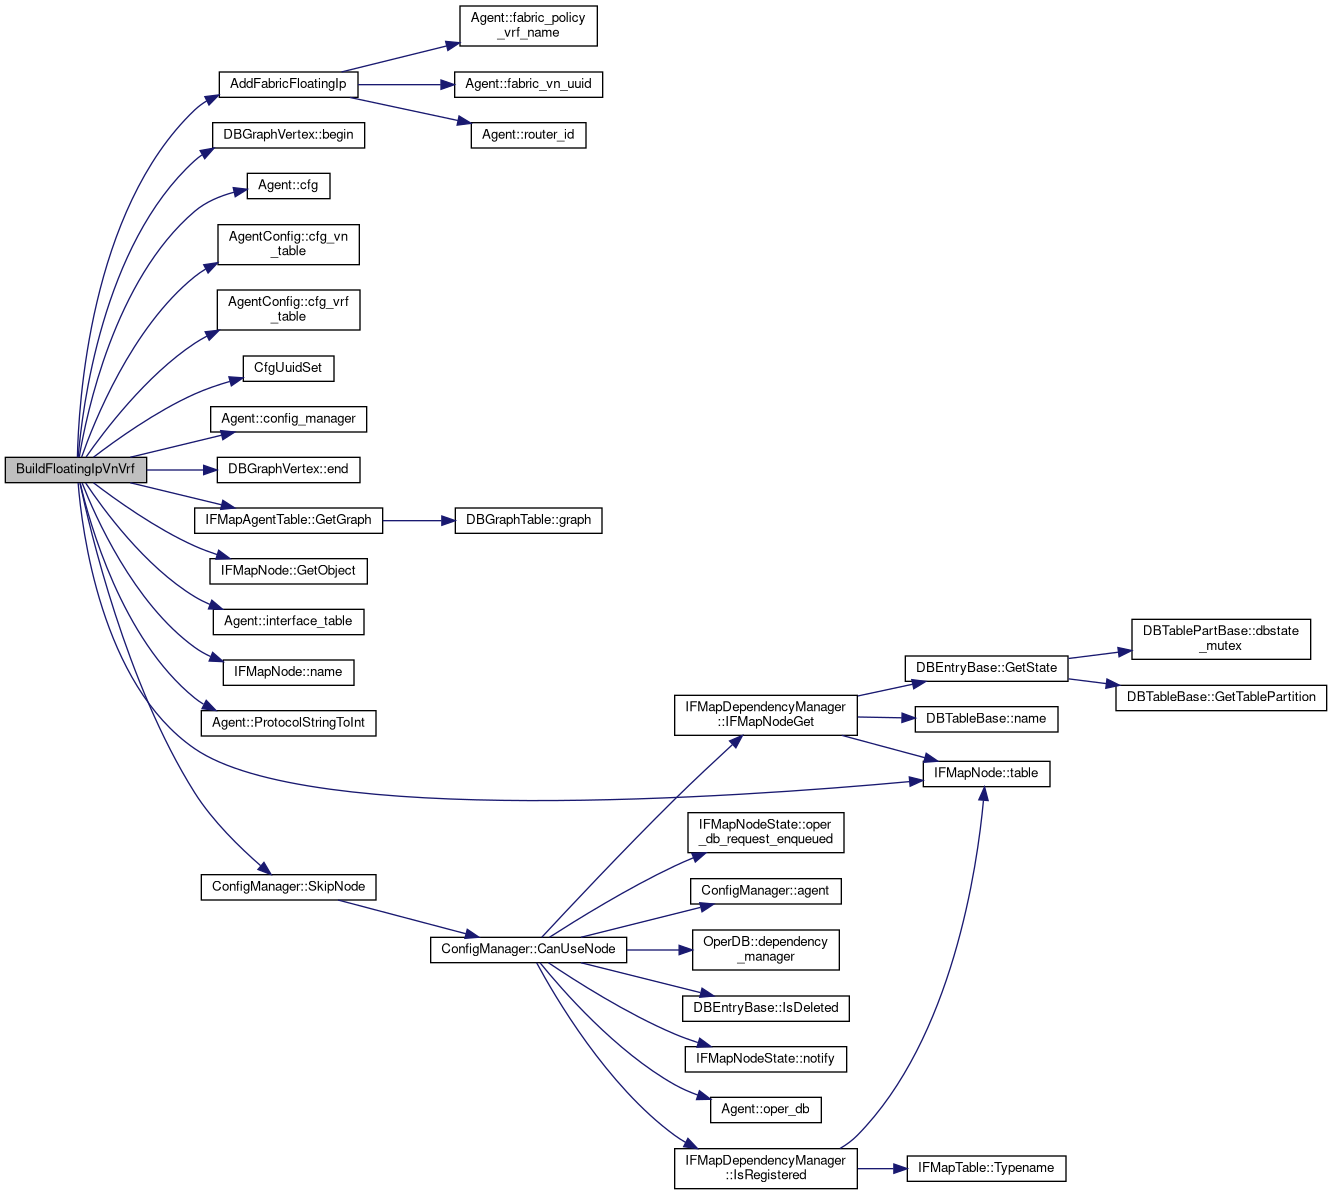 Agent::fabric_policy
_vrf_name
AddFabricFloatingIp
Agent::fabric_vn_uuid
DBGraphVertex::begin
Agent::router_id
Agent::cfg
AgentConfig::cfg_vn
_table
AgentConfig::cfg_vrf
_table
CfgUuidSet
Agent::config_manager
BuildFloatingIpVnVrf
DBGraphVertex::end
IFMapAgentTable::GetGraph
DBGraphTable::graph
IFMapNode::GetObject
Agent::interface_table
IFMapNode::name
Agent::ProtocolStringToInt
DBTablePartBase::dbstate
_mutex
DBEntryBase::GetState
DBTableBase::GetTablePartition
IFMapDependencyManager
::IFMapNodeGet
DBTableBase::name
IFMapNode::table
IFMapNodeState::oper
_db_request_enqueued
ConfigManager::SkipNode
ConfigManager::agent
ConfigManager::CanUseNode
OperDB::dependency
_manager
DBEntryBase::IsDeleted
IFMapNodeState::notify
Agent::oper_db
IFMapDependencyManager
::IsRegistered
IFMapTable::Typename